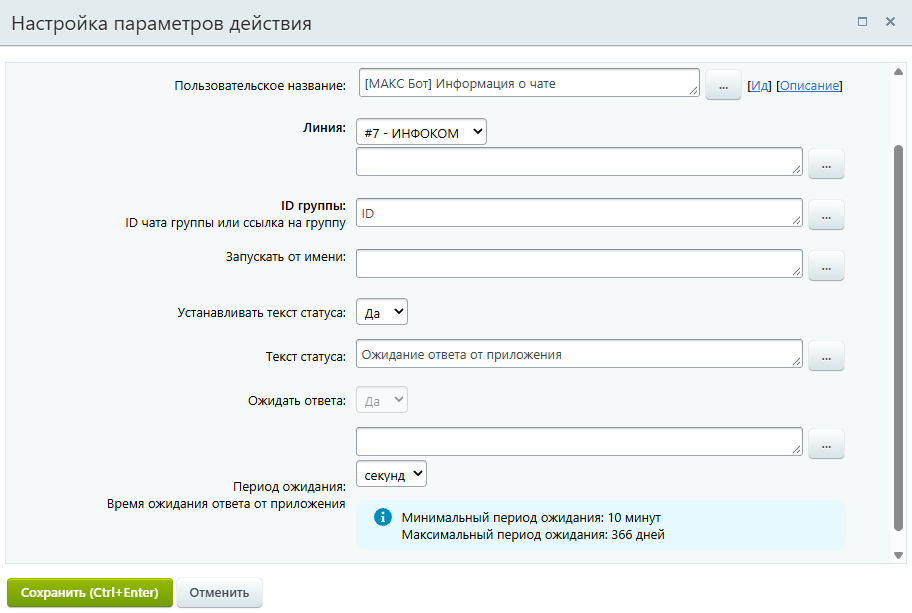 Настройка параметров действия
Пользовательское название: [МАКС Бот] Информация о чате ... [Ид] [Описание]
Линия: #7 - ИНФОКОМ
...
ID группы:
ID чата группы или ссылка на группу ID ...
Запускать от имени: ...
Устанавливать текст статуса: Да
Текст статуса: Ожидание ответа от приложения ...
Ожидать ответа: Да
...
секунд
Период ожидания:
Время ожидания ответа от приложения
Минимальный период ожидания: 10 минут
Максимальный период ожидания: 366 дней
Сохранить (Ctrl+Enter) Отменить